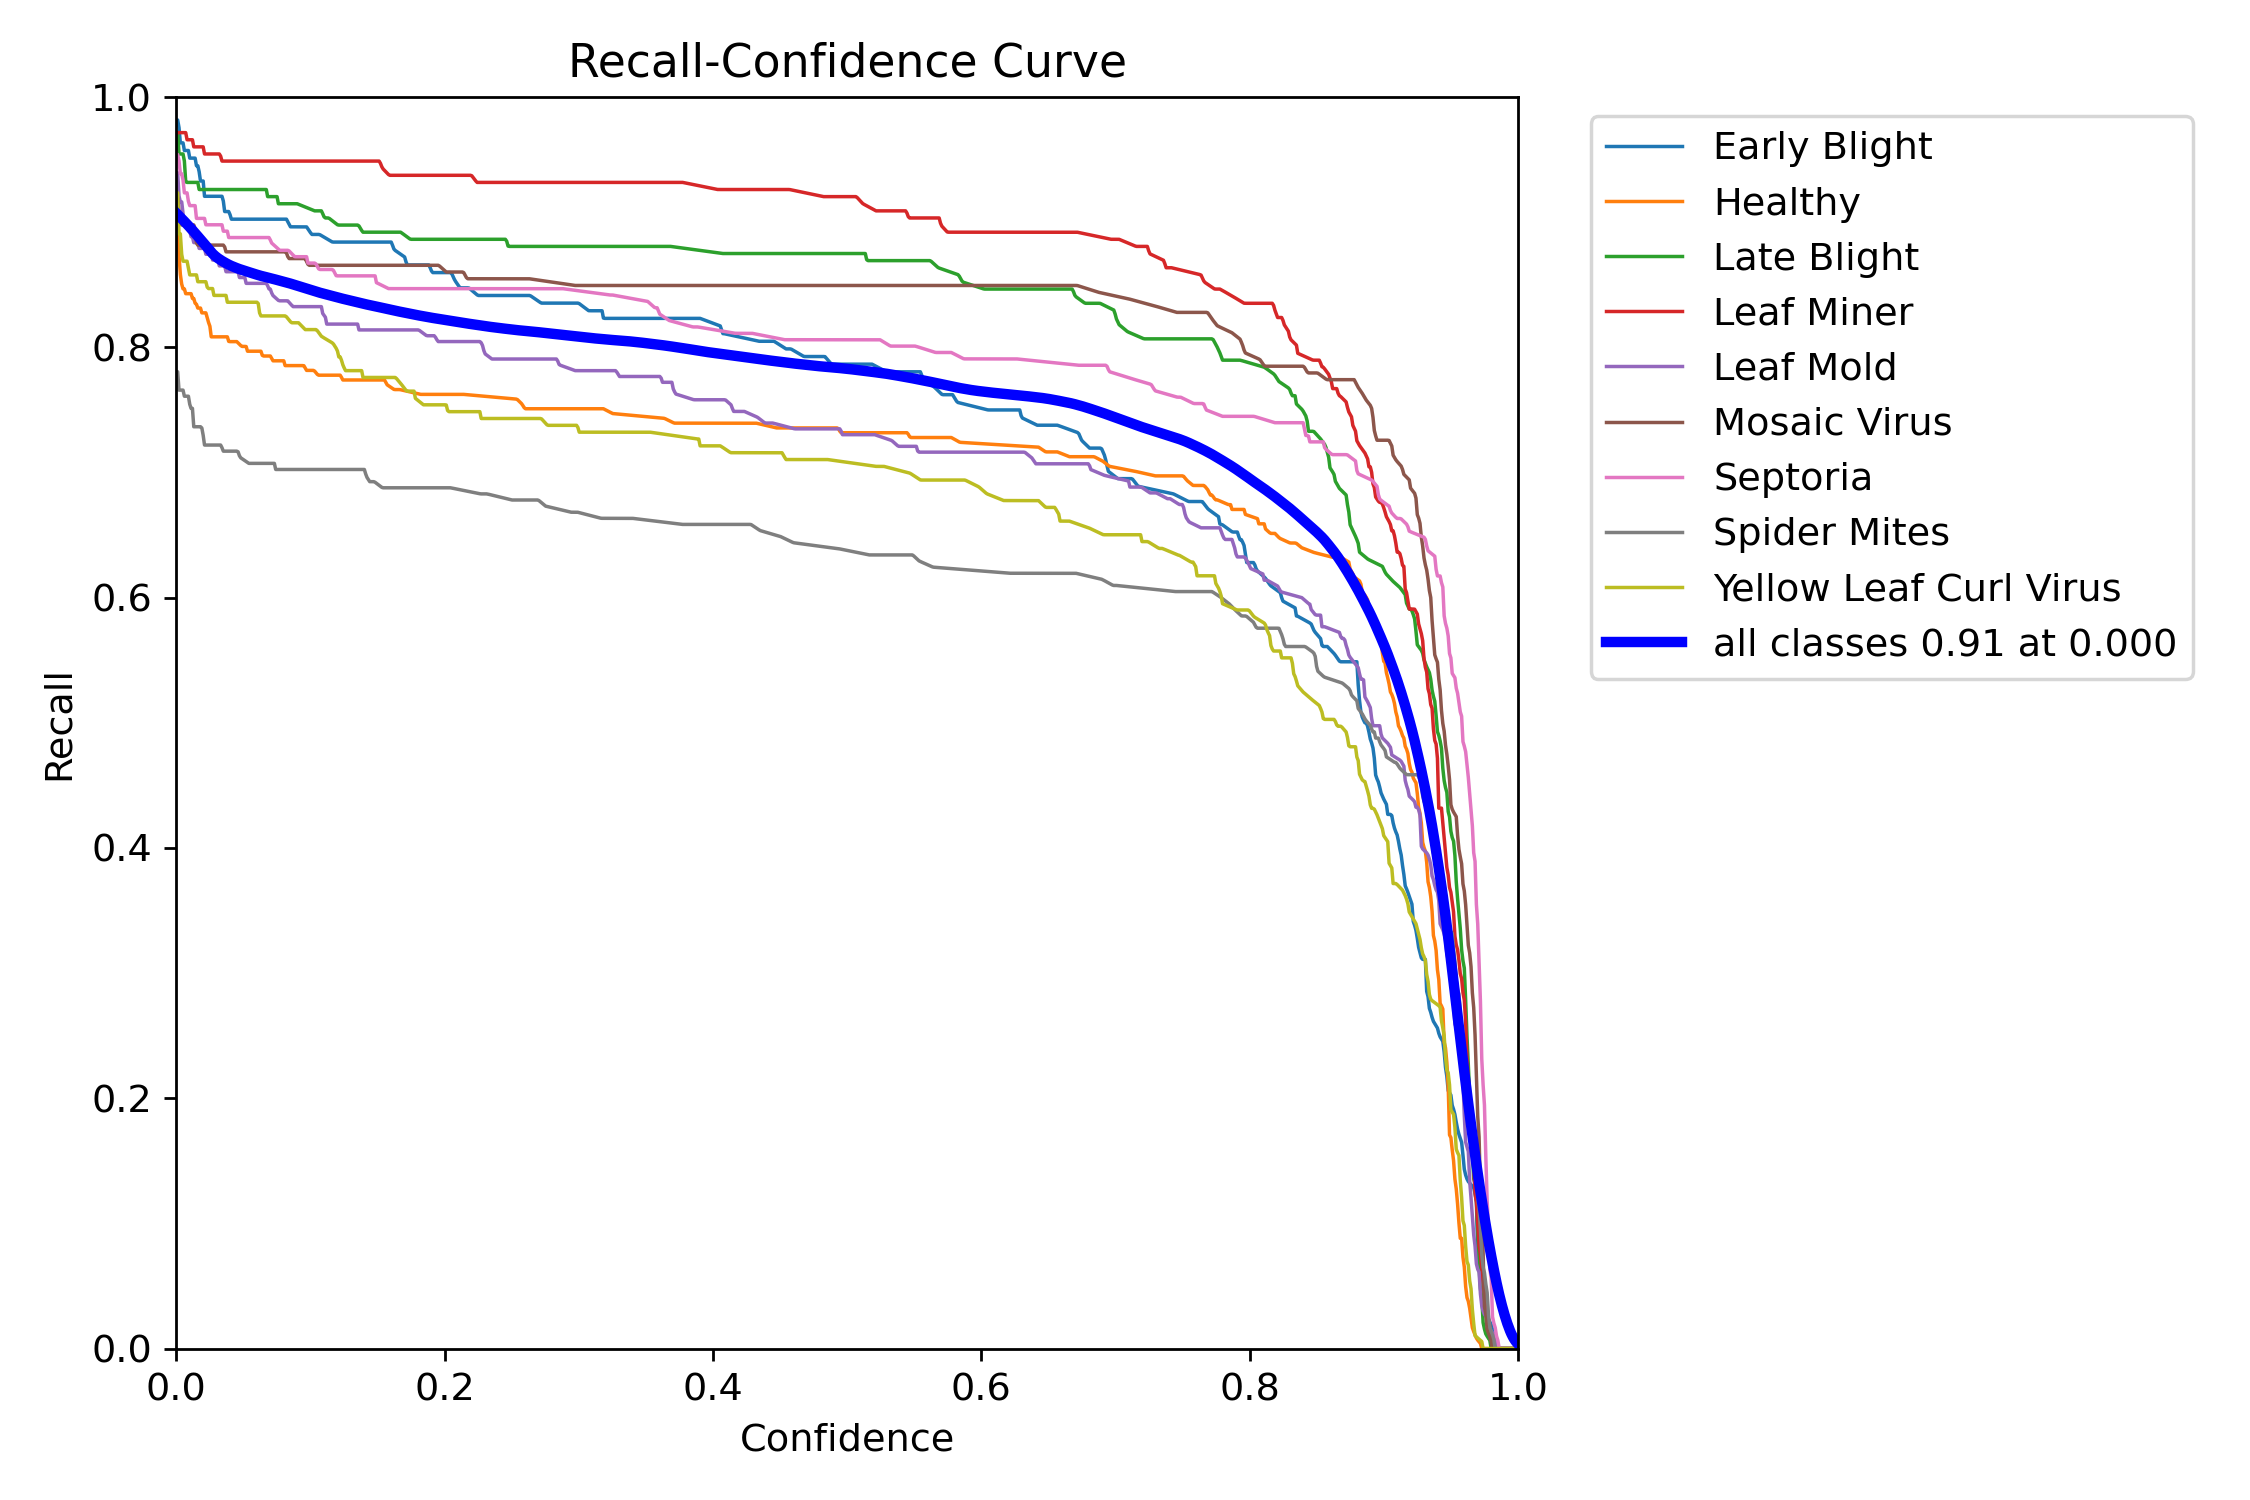 Recall-Confidence Curve
1.0
0.8
0.6
0.4
0.2
0.0
Recall
0.0 0.2 0.4 0.6 0.8 1.0
Confidence
Early Blight
Healthy
Late Blight
Leaf Miner
Leaf Mold
Mosaic Virus
Septoria
Spider Mites
Yellow Leaf Curl Virus
all classes 0.91 at 0.000